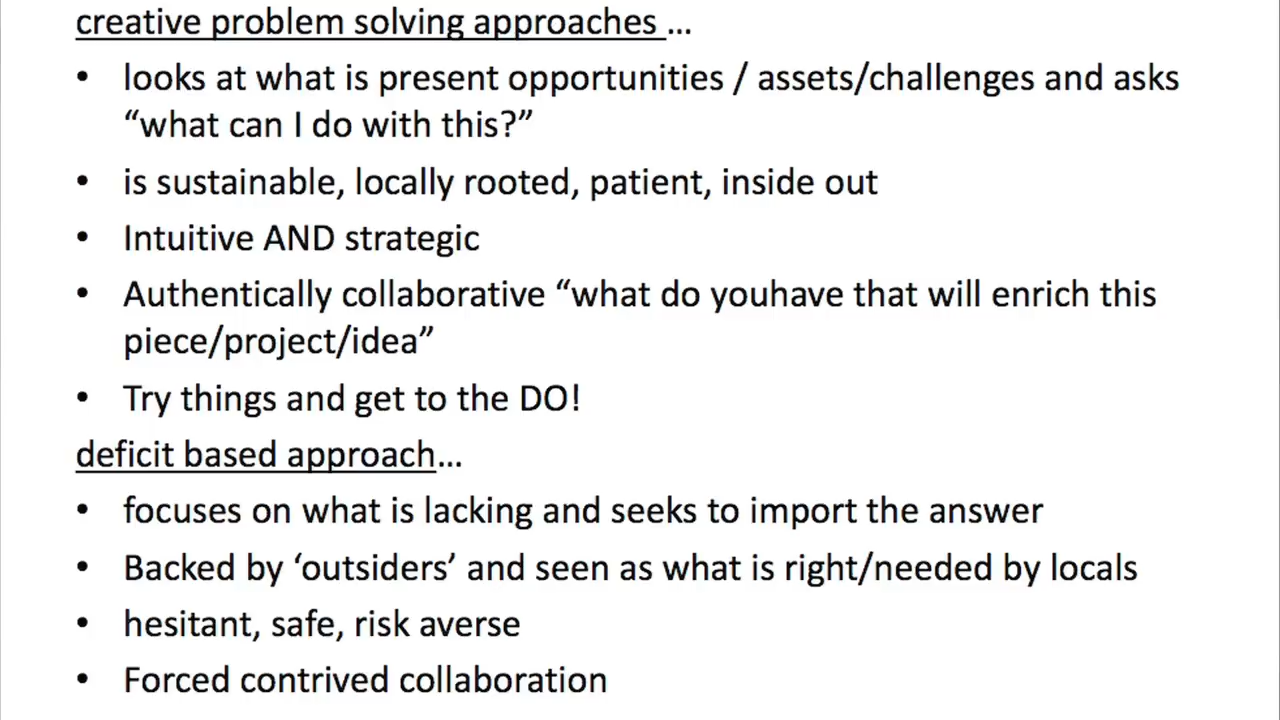 creative problem solving approaches …
• looks at what is present opportunities / assets/challenges and asks
“what can I do with this?”
• is sustainable, locally rooted, patient, inside out
• Intuitive AND strategic
• Authentically collaborative “what do youhave that will enrich this
piece/project/idea”
• Try things and get to the DO!
deficit based approach…
• focuses on what is lacking and seeks to import the answer
• Backed by ‘outsiders’ and seen as what is right/needed by locals
• hesitant, safe, risk averse
• Forced contrived collaboration